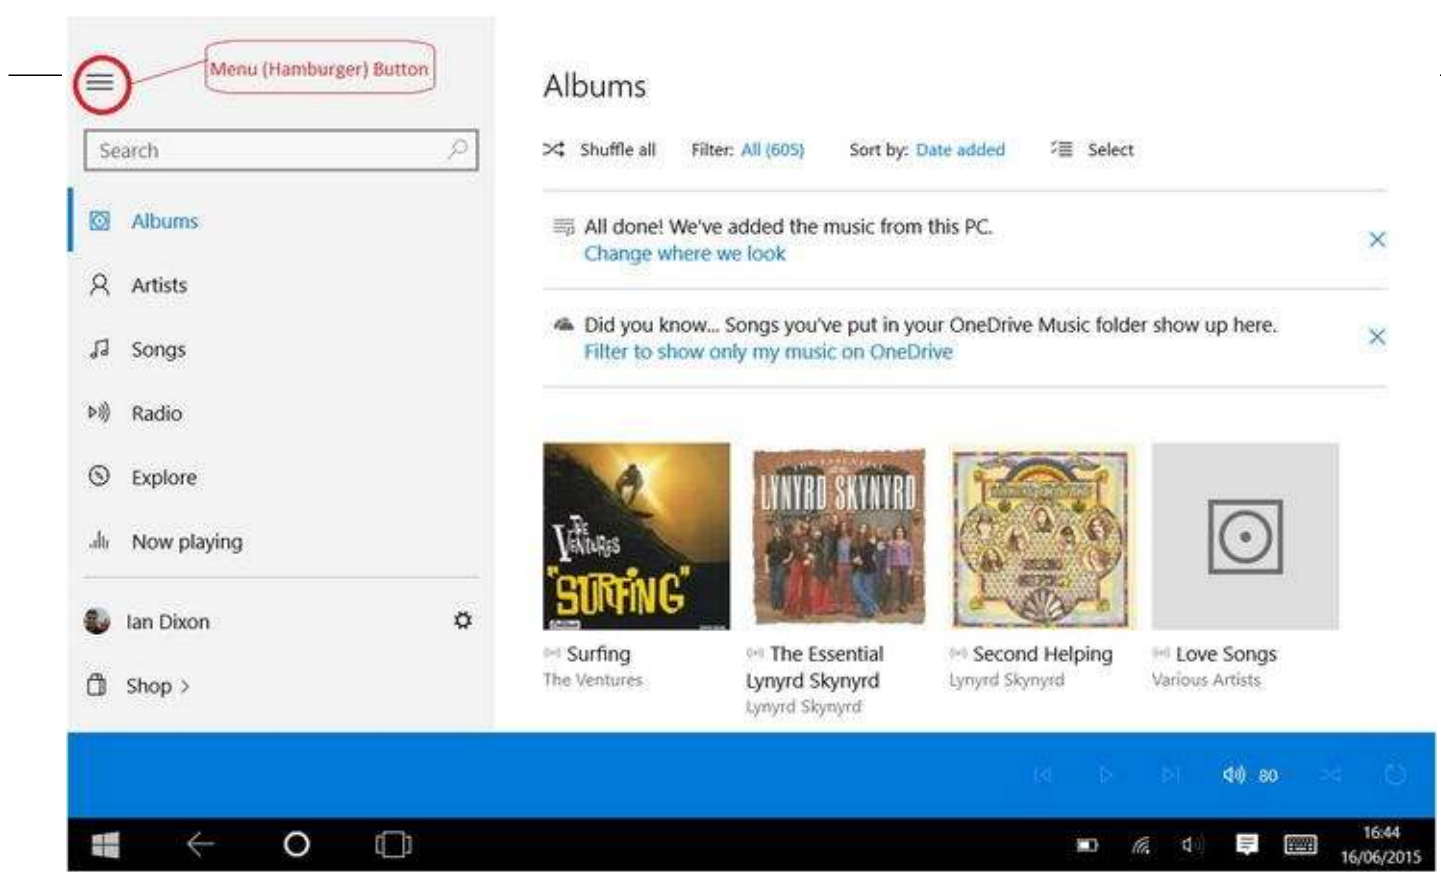 Menu (Hamburger) Button
Search
Albums
Artists
Songs
Radio
Explore
Now playing
Ian Dixon
Shop >
Albums
Shuffle all Filter: All (605) Sort by: Date added Select
All done! We've added the music from this PC.
Change where we look
Did you know... Songs you've put in your OneDrive Music folder show up here.
Filter to show only my music on OneDrive
THE
VENTURES
"SURFING"
Surfing
The Ventures
LYNYRD SKYNYRD
The Essential
Lynyrd Skynyrd
Lynyrd Skynyrd
Second Helping
Lynyrd Skynyrd
Love Songs
Various Artists
80
16:44
16/06/2015